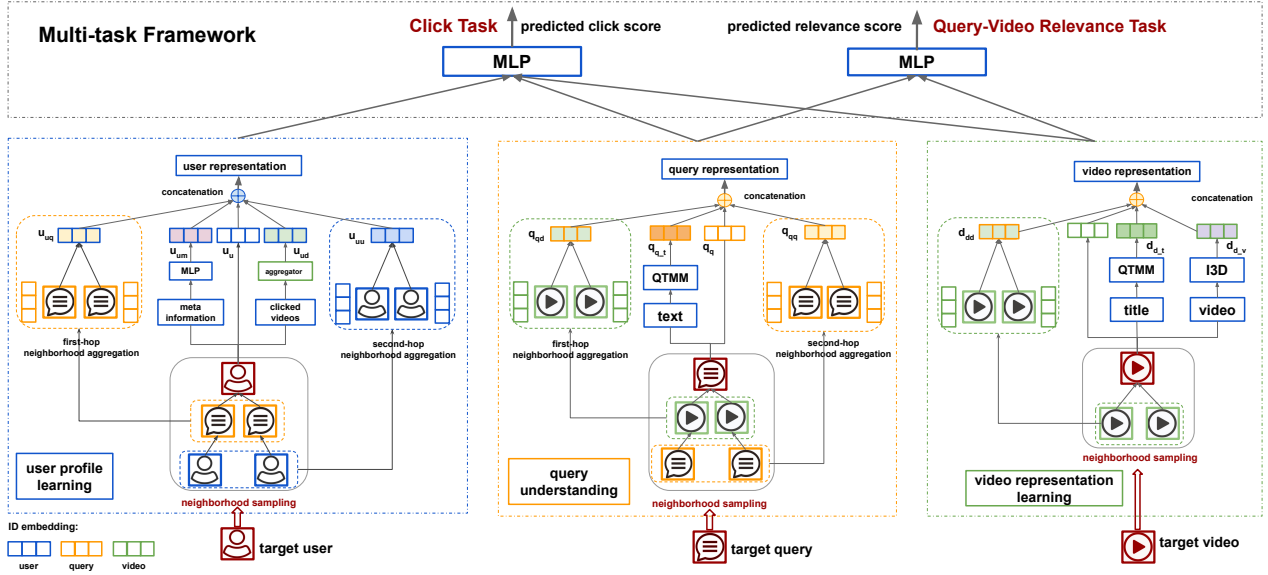 Multi-task Framework
Click Task
predicted click score
predicted relevance score
Query-Video Relevance Task
MLP
MLP
user representation
concatenation
u_uq
u_um
u_u
u_ud
u_uu
MLP
aggregator
meta
information
clicked
videos
first-hop
neighborhood aggregation
second-hop
neighborhood aggregation
user profile
learning
neighborhood sampling
target user
query representation
concatenation
q_qd
q_q_t
q_q
q_qq
QTMM
text
first-hop
neighborhood aggregation
second-hop
neighborhood aggregation
query
understanding
neighborhood sampling
target query
video representation
concatenation
d_dd
d_d_t
d_d_v
QTMM
I3D
title
video
neighborhood sampling
video representation
learning
target video
ID embedding:
user
query
video